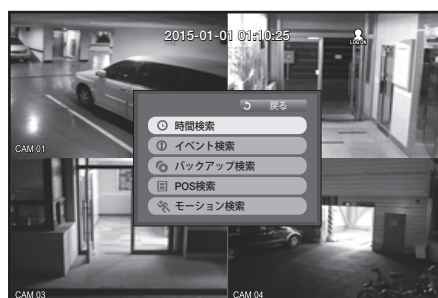 2015-01-01 01:10:25
LOG ON
戻る
時間検索
イベント検索
CAM 01
バックアップ検索
POS検索
モーション検索
CAM 03
CAM 04